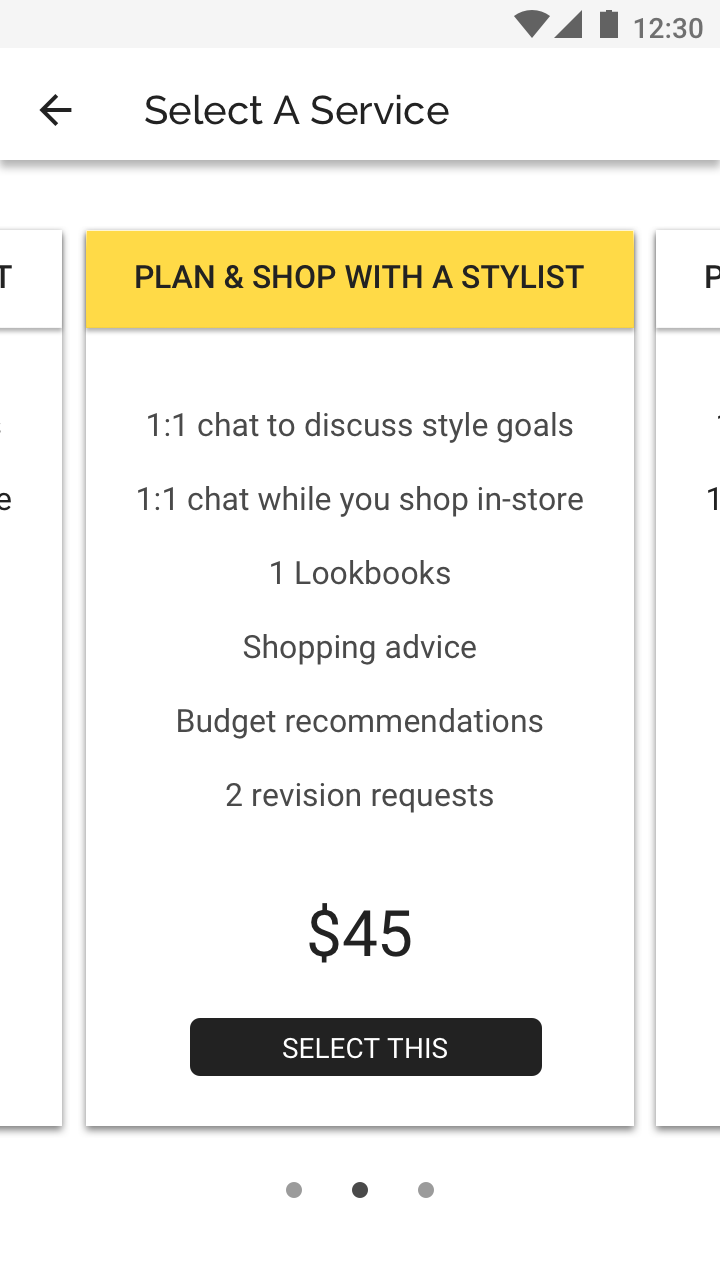 12:30
Select A Service
T
PLAN & SHOP WITH A STYLIST
P
1:1 chat to discuss style goals
e
1:1 chat while you shop in-store
1
1 Lookbooks
Shopping advice
Budget recommendations
2 revision requests
$45
SELECT THIS